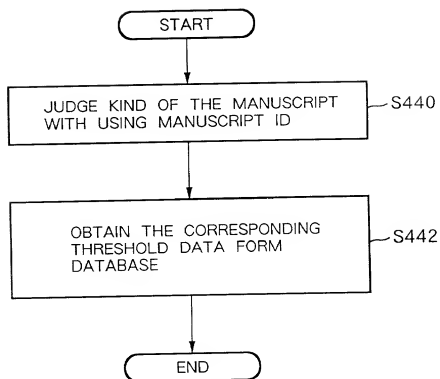 START
JUDGE KIND OF THE MANUSCRIPT
WITH USING MANUSCRIPT ID
S440
OBTAIN THE CORRESPONDING
THRESHOLD DATA FORM
DATABASE
S442
END